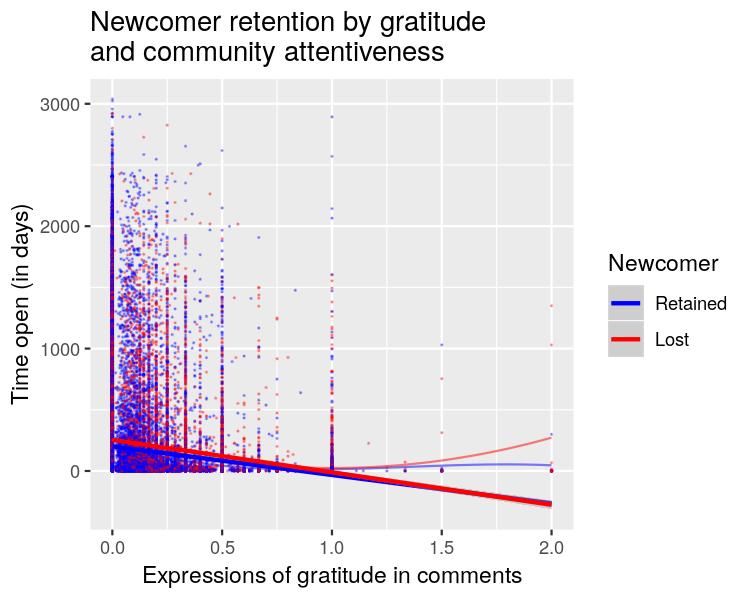 Newcomer retention by gratitude
and community attentiveness
3000
2000
1000
0
Time open (in days)
0.0 0.5 1.0 1.5 2.0
Expressions of gratitude in comments
Newcomer
Retained
Lost